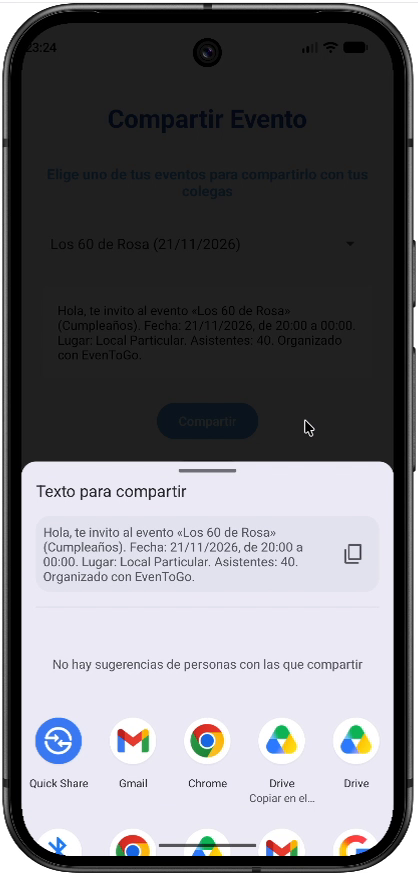 23:24
Compartir Evento
Elige uno de tus eventos para compartirlo con tus
colegas
Los 60 de Rosa (21/11/2026)
Hola, te invito al evento «Los 60 de Rosa»
(Cumpleaños). Fecha: 21/11/2026, de 20:00 a 00:00.
Lugar: Local Particular. Asistentes: 40. Organizado
con EvenToGo.
Compartir
Texto para compartir
Hola, te invito al evento «Los 60 de Rosa»
(Cumpleaños). Fecha: 21/11/2026, de 20:00 a
00:00. Lugar: Local Particular. Asistentes: 40.
Organizado con EvenToGo.
No hay sugerencias de personas con las que compartir
Quick Share Gmail Chrome Drive Drive
Copiar en el...